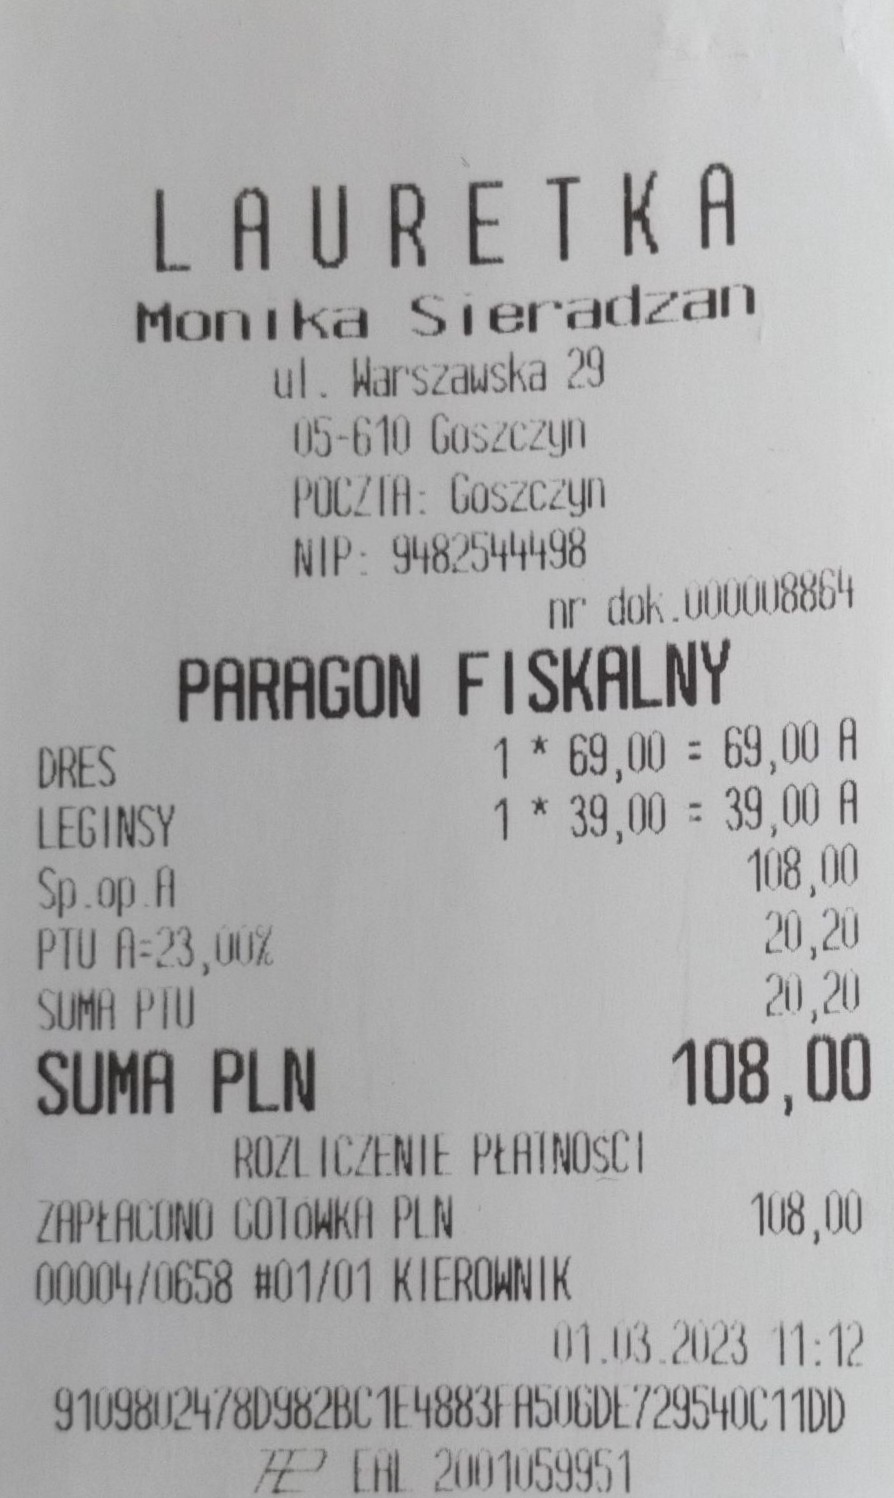 LAURETKA
Monika Sieradzan
ul. Warszawska 29
05-610 Goszczyn
POCZTA: Goszczyn
NIP: 9482544498
nr dok.000008864
PARAGON FISKALNY
DRES 1 * 69,00 = 69,00 A
LEGINSY 1 * 39,00 = 39,00 A
Sp.op.A 108,00
PTU A=23,00% 20,20
SUMA PTU 20,20
SUMA PLN 108,00
ROZLICZENIE PŁATNOŚCI
ZAPŁACONO GOTÓWKA PLN 108,00
00004/0658 #01/01 KIEROWNIK
01.03.2023 11:12
9109802478D982BC1E4883FA506DE729540C11DD
EAL 2001059951